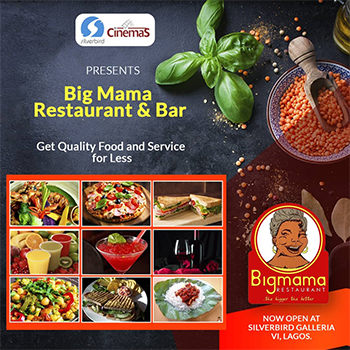 silverbird
cinemas
PRESENTS
Big Mama
Restaurant & Bar
Get Quality Food and Service
for Less
Bigmama
RESTAURANT
...the bigger the better
NOW OPEN AT
SILVERBIRD GALLERIA
VI, LAGOS.